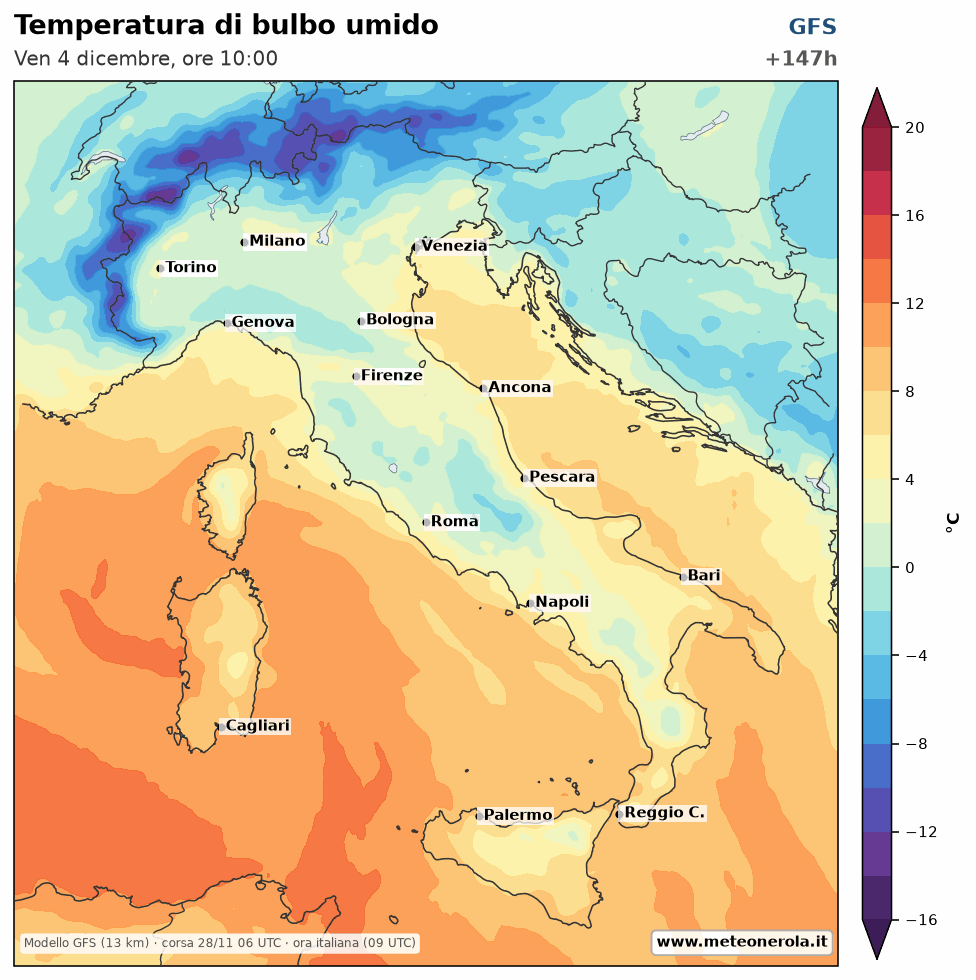 Temperatura di bulbo umido
GFS
Ven 4 dicembre, ore 10:00
+147h
Milano
Venezia
Torino
Genova
Bologna
Firenze
Ancona
Pescara
Roma
Bari
Napoli
Cagliari
Palermo
Reggio C.
20
16
12
8
4
0
−4
−8
−12
−16
°C
Modello GFS (13 km) · corsa 28/11 06 UTC · ora italiana (09 UTC)
www.meteonerola.it